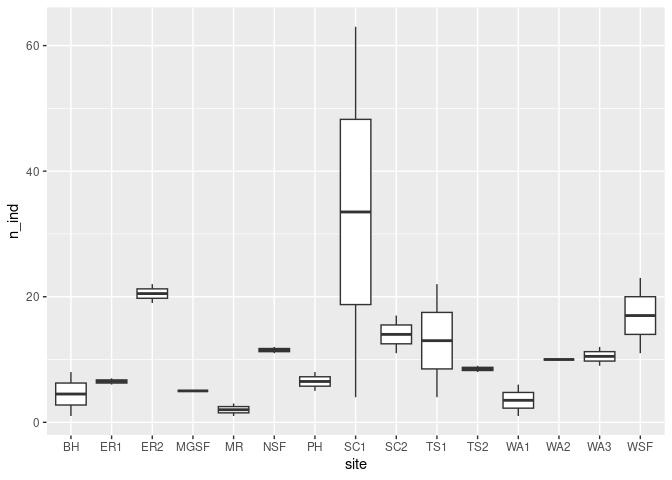 n_ind
60
40
20
0
BH ER1 ER2 MGSF MR NSF PH SC1 SC2 TS1 TS2 WA1 WA2 WA3 WSF
site